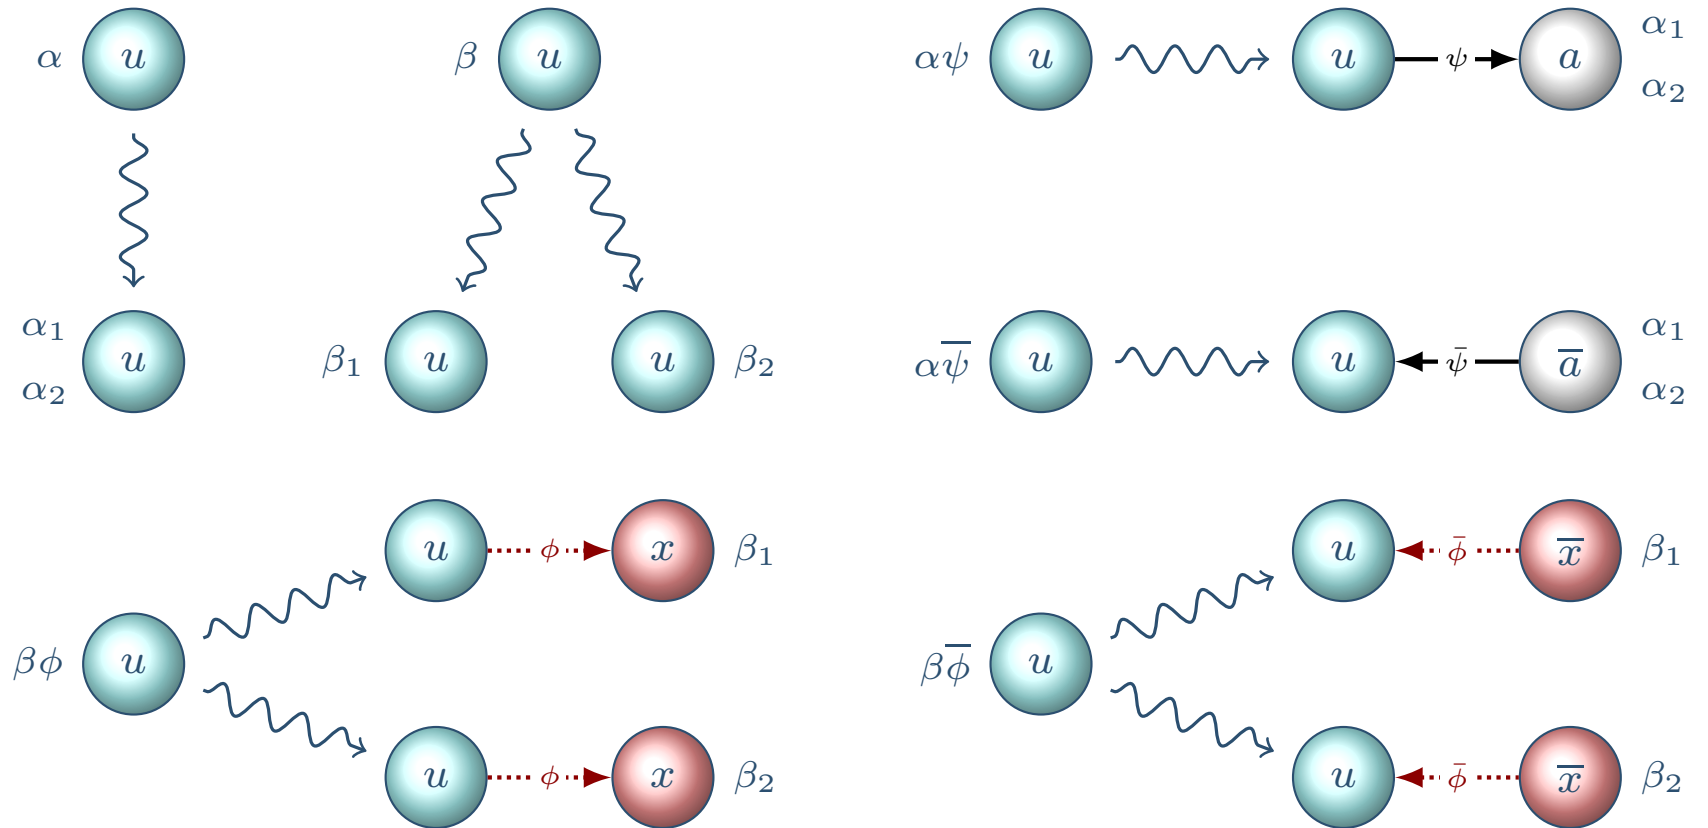 α u
α₁
u
α₂
β u
β₁ u
u β₂
αψ u u ψ a α₁
α₂
αψ̅ u u ψ̄ a̅ α₁
α₂
βφ u
u φ x β₁
u φ x β₂
βφ̅ u
u φ̄ x̅ β₁
u φ̄ x̅ β₂